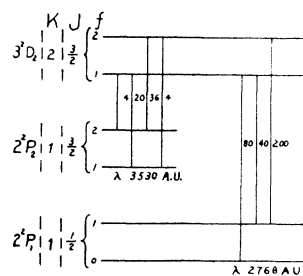 K J f
2
3²D₂ 2 3/2
1
4 20 36 4
80 40 200
2
2²P₂ 1 3/2
1
λ 3530 A.U.
1
2²P₁ 1 1/2
0
λ 2768 A.U.